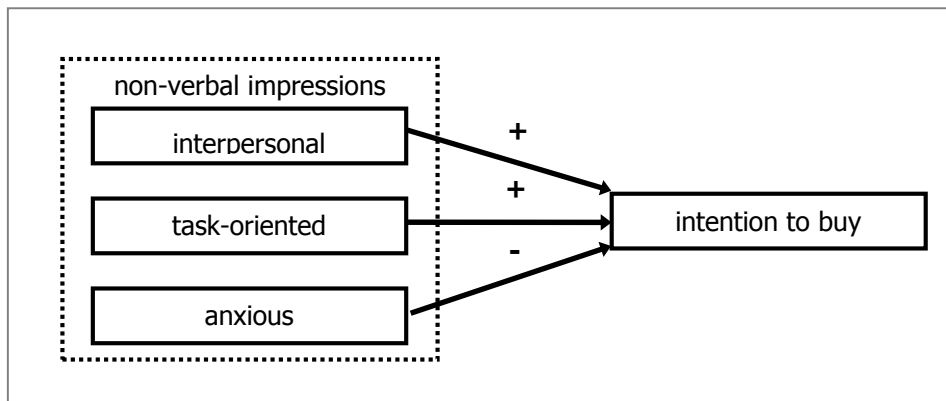 non-verbal impressions
interpersonal
+
+
task-oriented
intention to buy
-
anxious